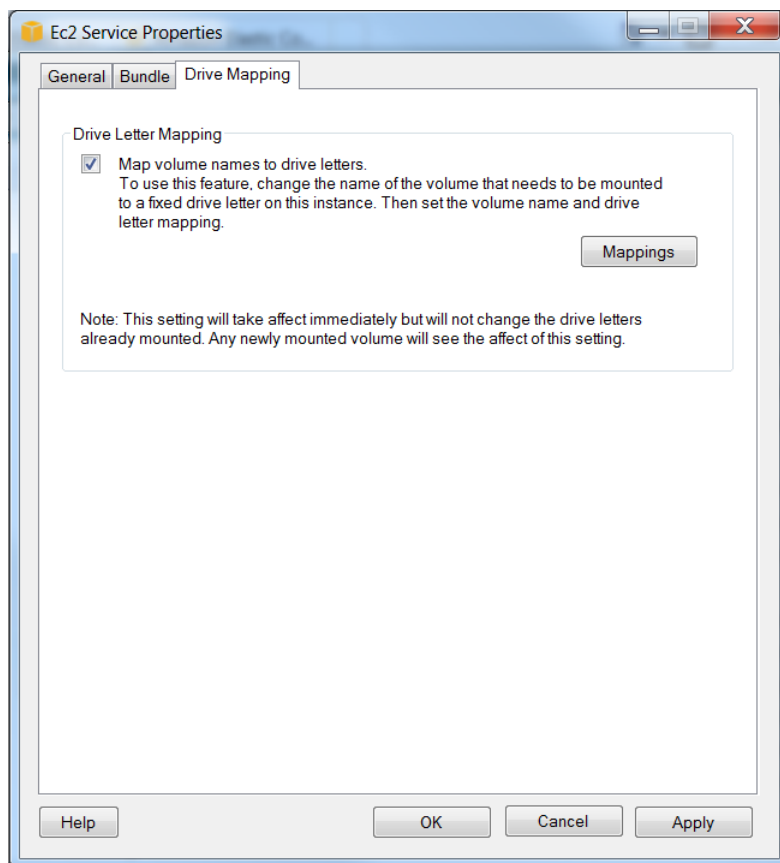 Ec2 Service Properties
General Bundle Drive Mapping
Drive Letter Mapping
Map volume names to drive letters.
To use this feature, change the name of the volume that needs to be mounted
to a fixed drive letter on this instance. Then set the volume name and drive
letter mapping.
Mappings
Note: This setting will take affect immediately but will not change the drive letters
already mounted. Any newly mounted volume will see the affect of this setting.
Help OK Cancel Apply